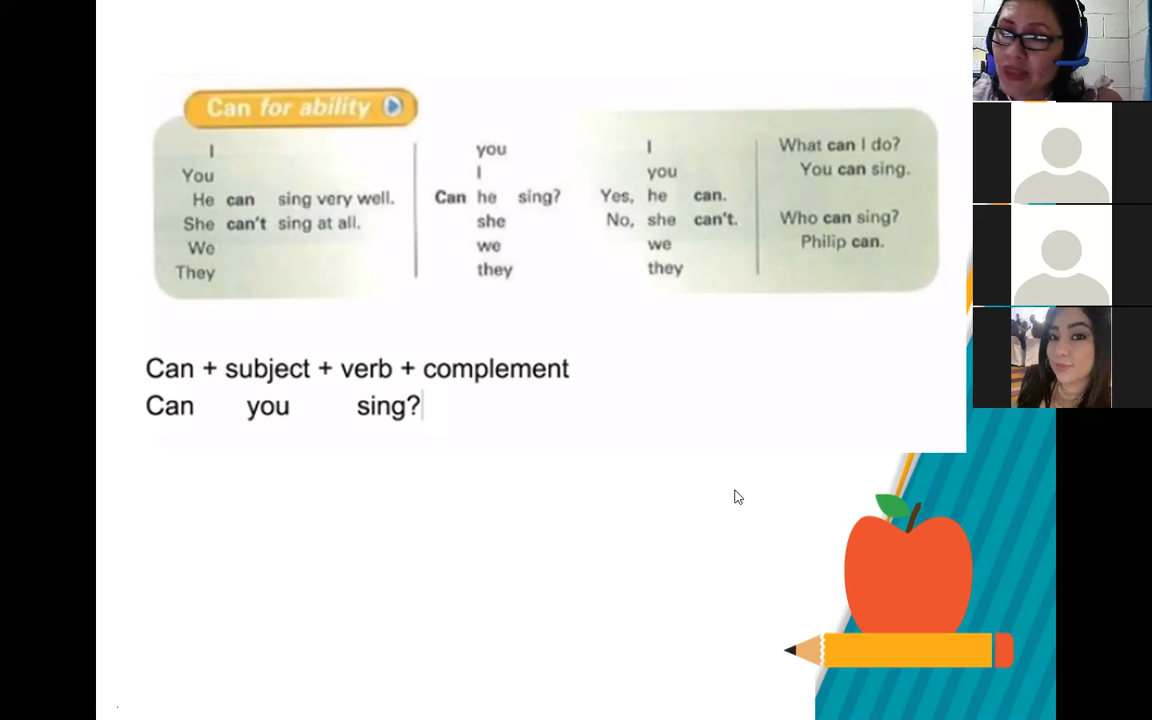 Can for ability
I
You
He can sing very well.
She can't sing at all.
We
They
you
I
Can he sing?
she
we
they
I
you
Yes, he can.
No, she can't.
we
they
What can I do?
You can sing.
Who can sing?
Philip can.
Can + subject + verb + complement
Can you sing?